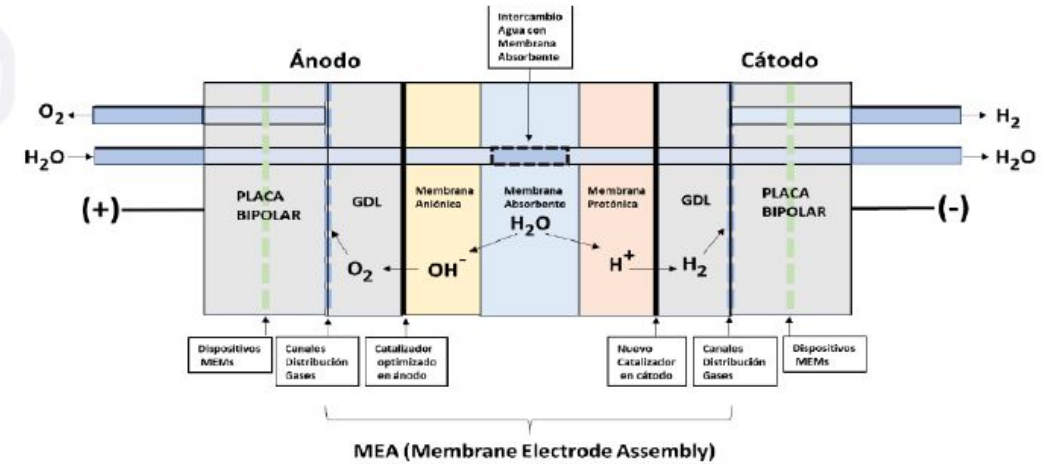 Intercambio
Agua con
Membrana
Absorbente
Ánodo
Cátodo
O2
H2
H2O
H2O
(+)
PLACA
BIPOLAR
GDL
Membrana
Aniónica
Membrana
Absorbente
Membrana
Protónica
GDL
PLACA
BIPOLAR
(-)
H2O
O2
OH-
H+
H2
Dispositivos
MEMs
Canales
Distribución
Gases
Catalizador
optimizado
en ánodo
Nuevo
Catalizador
en cátodo
Canales
Distribución
Gases
Dispositivos
MEMs
MEA (Membrane Electrode Assembly)